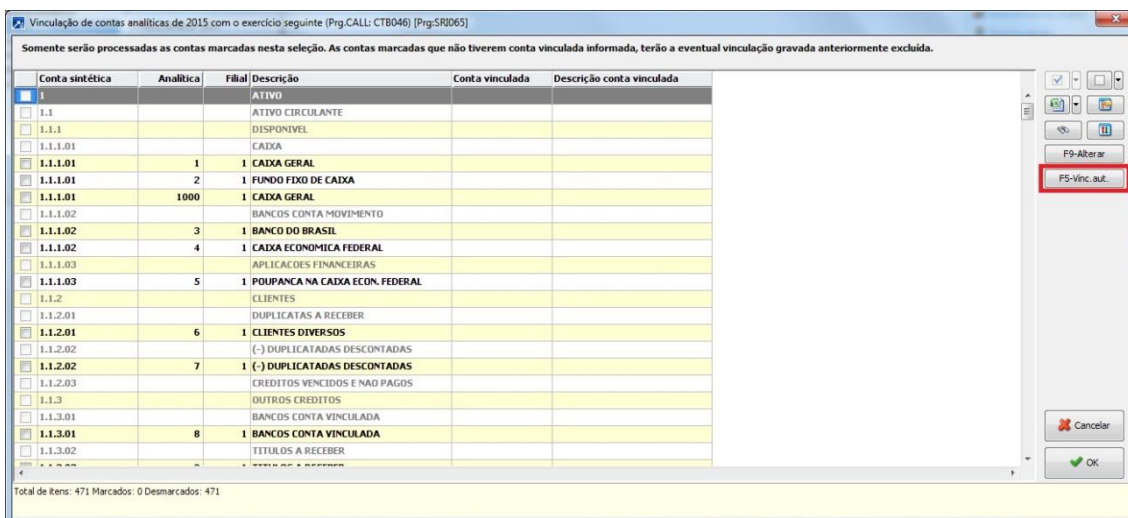 Vinculação de contas analíticas de 2015 com o exercício seguinte (Prg.CALL: CTB046) [Prg:SRI065]
Somente serão processadas as contas marcadas nesta seleção. As contas marcadas que não tiverem conta vinculada informada, terão a eventual vinculação gravada anteriormente excluída.
Conta sintética Analítica Filial Descrição Conta vinculada Descrição conta vinculada
1 ATIVO
1.1 ATIVO CIRCULANTE
1.1.1 DISPONIVEL
1.1.1.01 CAIXA
1.1.1.01 1 1 CAIXA GERAL
1.1.1.01 2 1 FUNDO FIXO DE CAIXA
1.1.1.01 1000 1 CAIXA GERAL
1.1.1.02 BANCOS CONTA MOVIMENTO
1.1.1.02 3 1 BANCO DO BRASIL
1.1.1.02 4 1 CAIXA ECONOMICA FEDERAL
1.1.1.03 APLICACOES FINANCEIRAS
1.1.1.03 5 1 POUPANCA NA CAIXA ECON. FEDERAL
1.1.2 CLIENTES
1.1.2.01 DUPLICATAS A RECEBER
1.1.2.01 6 1 CLIENTES DIVERSOS
1.1.2.02 (-) DUPLICATADAS DESCONTADAS
1.1.2.02 7 1 (-) DUPLICATADAS DESCONTADAS
1.1.2.03 CREDITOS VENCIDOS E NAO PAGOS
1.1.3 OUTROS CREDITOS
1.1.3.01 BANCOS CONTA VINCULADA
1.1.3.01 8 1 BANCOS CONTA VINCULADA
1.1.3.02 TITULOS A RECEBER
F9-Alterar
F5-Vinc.aut.
Cancelar
OK
Total de itens: 471 Marcados: 0 Desmarcados: 471